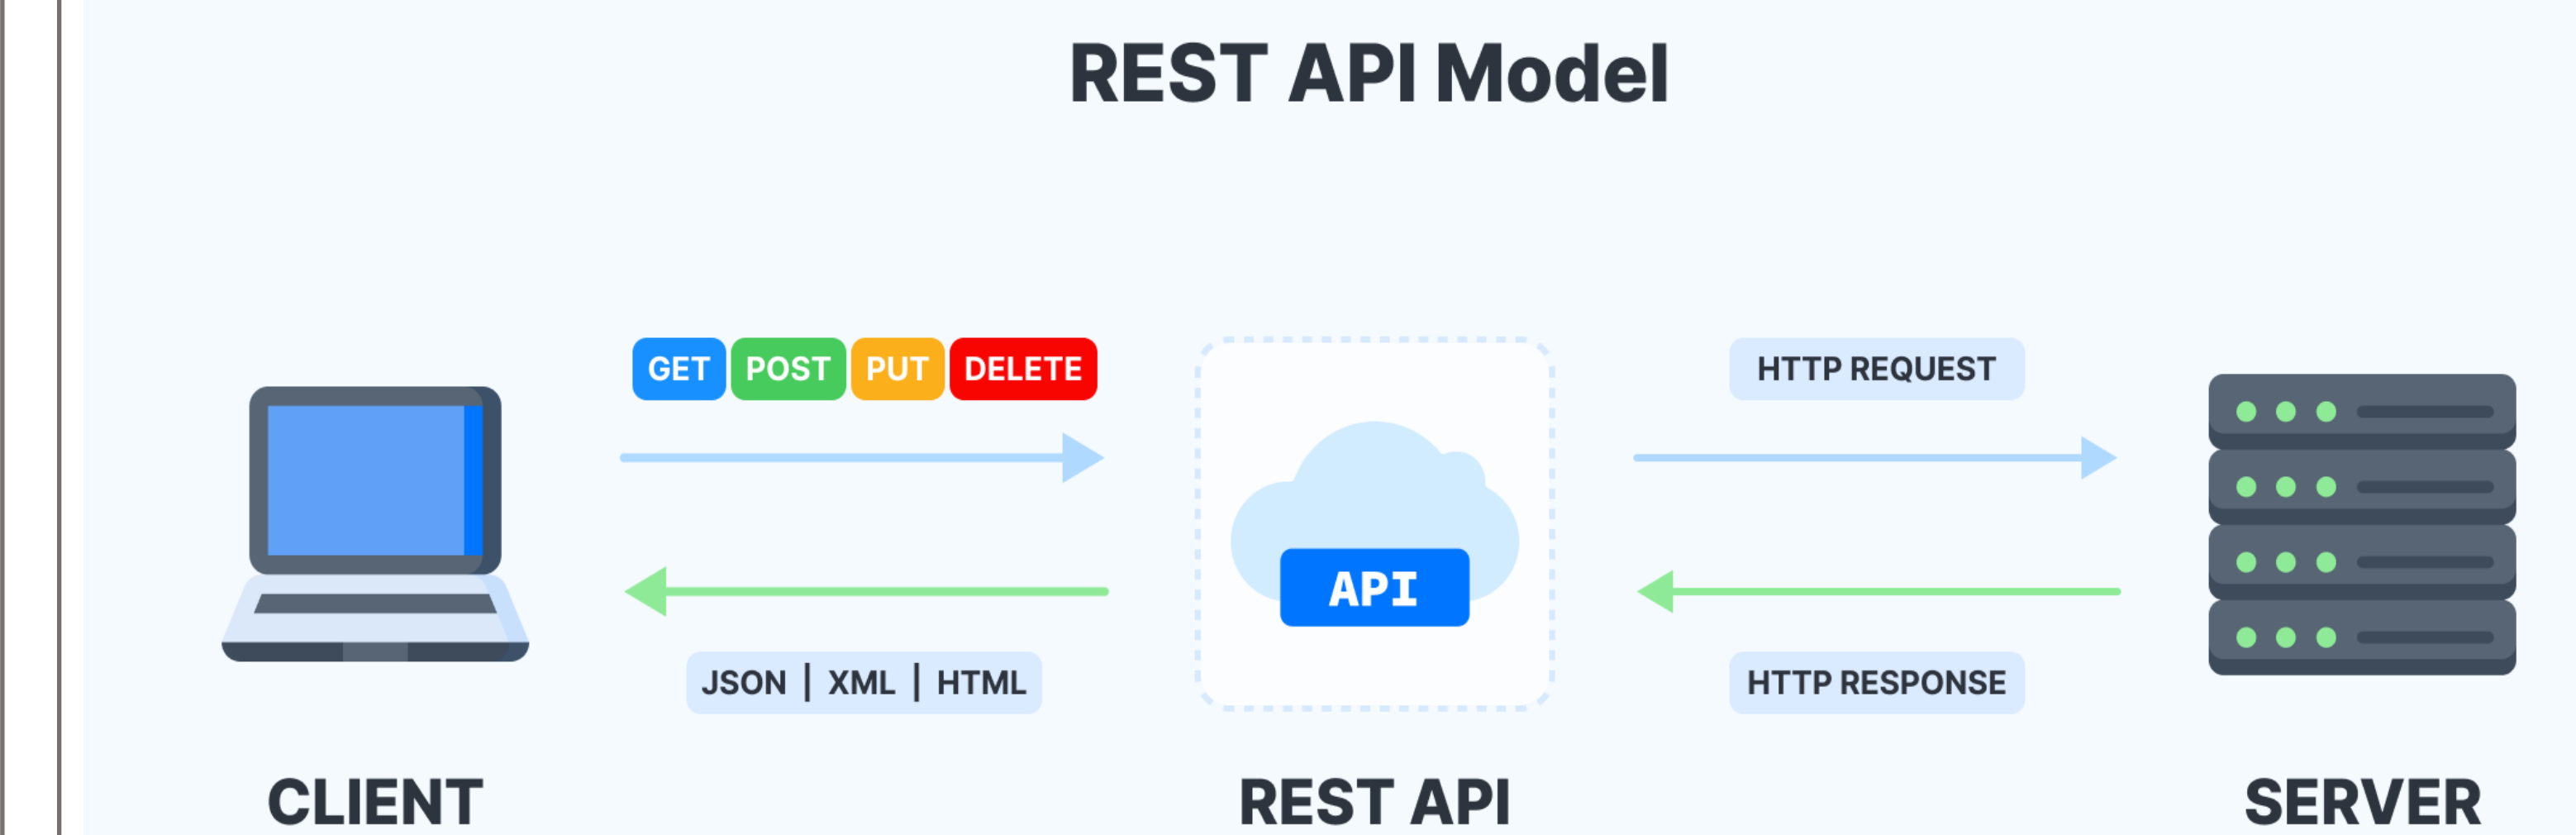 REST API Model
GET POST PUT DELETE
HTTP REQUEST
API
JSON | XML | HTML
HTTP RESPONSE
CLIENT
REST API
SERVER